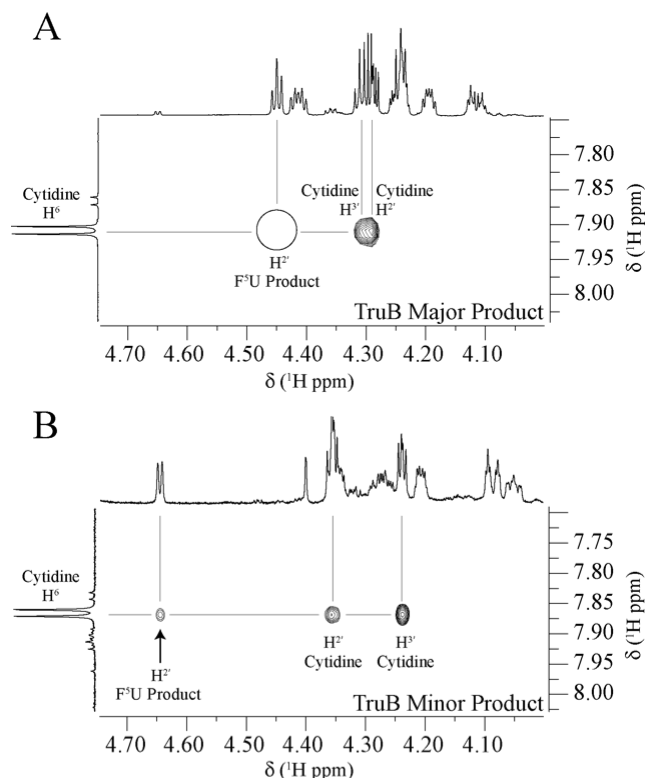 A
Cytidine
H6
Cytidine
H3'
Cytidine
H2'
H2'
F5U Product
TruB Major Product
7.80
7.85
7.90
7.95
8.00
δ (1H ppm)
4.70 4.60 4.50 4.40 4.30 4.20 4.10
δ (1H ppm)
B
Cytidine
H6
H2'
F5U Product
H2'
Cytidine
H3'
Cytidine
TruB Minor Product
7.75
7.80
7.85
7.90
7.95
8.00
δ (1H ppm)
4.70 4.60 4.50 4.40 4.30 4.20 4.10
δ (1H ppm)